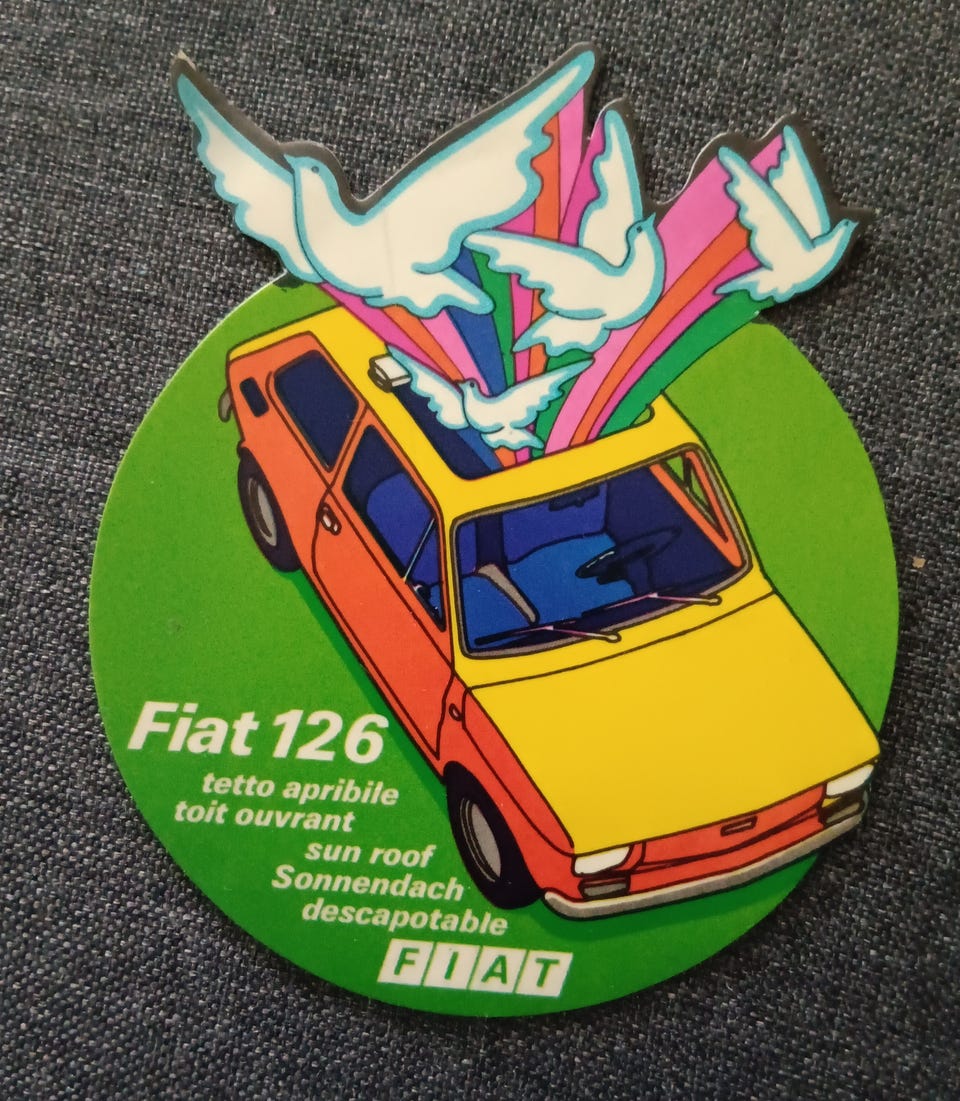 Fiat 126
tetto apribile
toit ouvrant
sun roof
Sonnendach
descapotable
FIAT